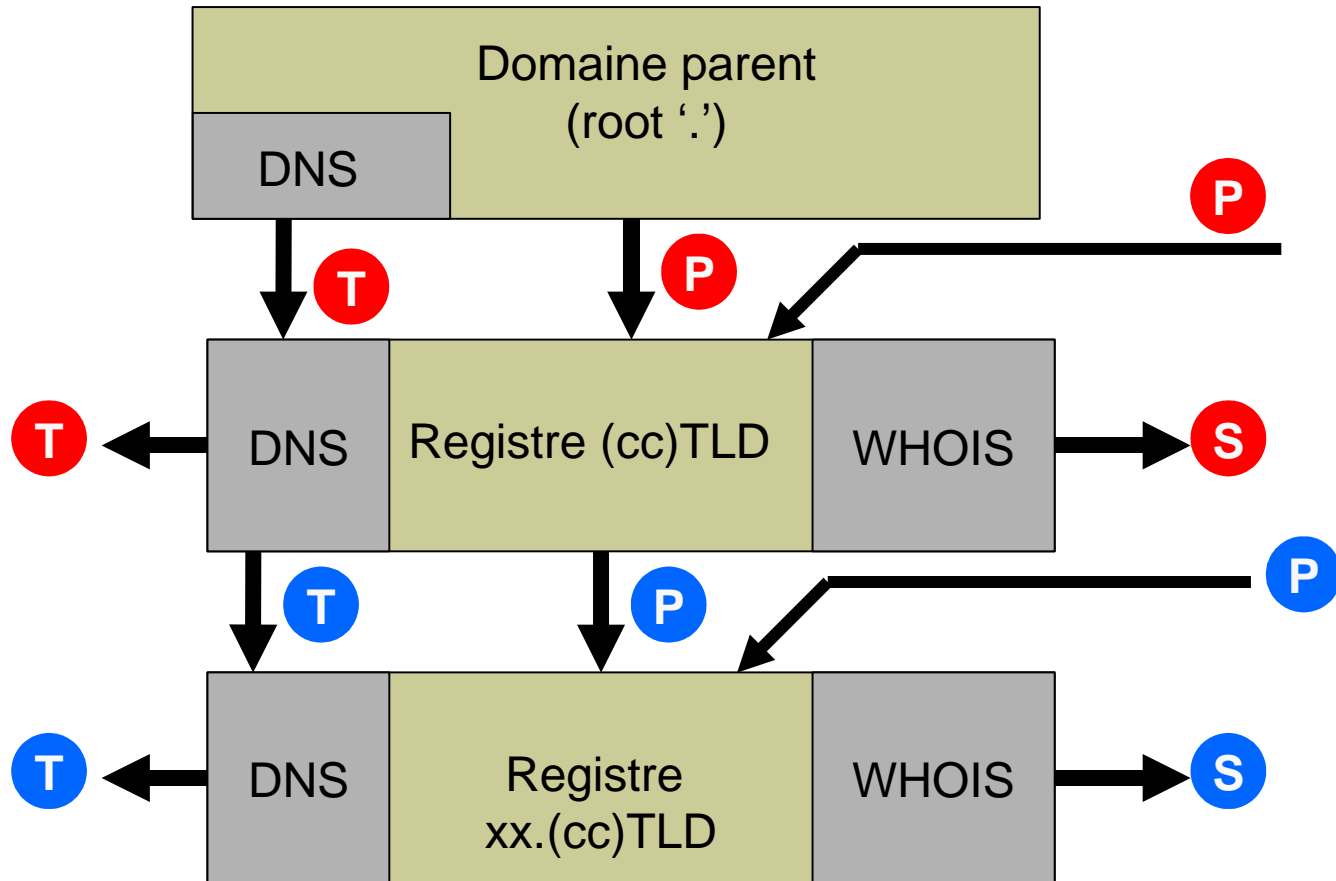 Domaine parent
(root ‘.’)
DNS
P
T
P
T
DNS
Registre (cc)TLD
WHOIS
S
T
P
P
T
DNS
Registre
xx.(cc)TLD
WHOIS
S